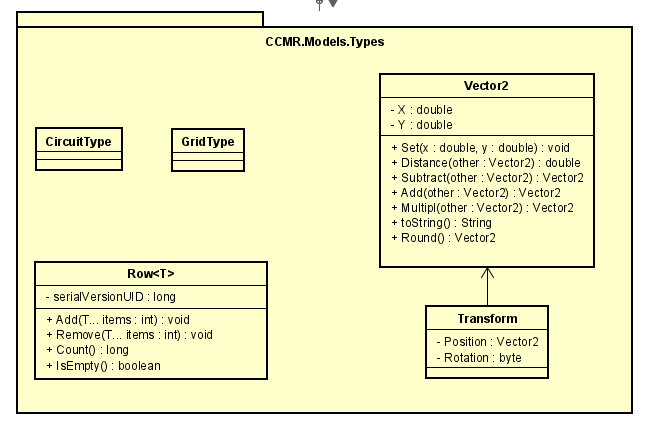 CCMR.Models.Types
Vector2
- X : double
- Y : double
+ Set(x : double, y : double) : void
+ Distance(other : Vector2) : double
+ Subtract(other : Vector2) : Vector2
+ Add(other : Vector2) : Vector2
+ Multipl(other : Vector2) : Vector2
+ toString() : String
+ Round() : Vector2
CircuitType
GridType
Row<T>
- serialVersionUID : long
+ Add(T... items : int) : void
+ Remove(T... items : int) : void
+ Count() : long
+ IsEmpty() : boolean
Transform
- Position : Vector2
- Rotation : byte